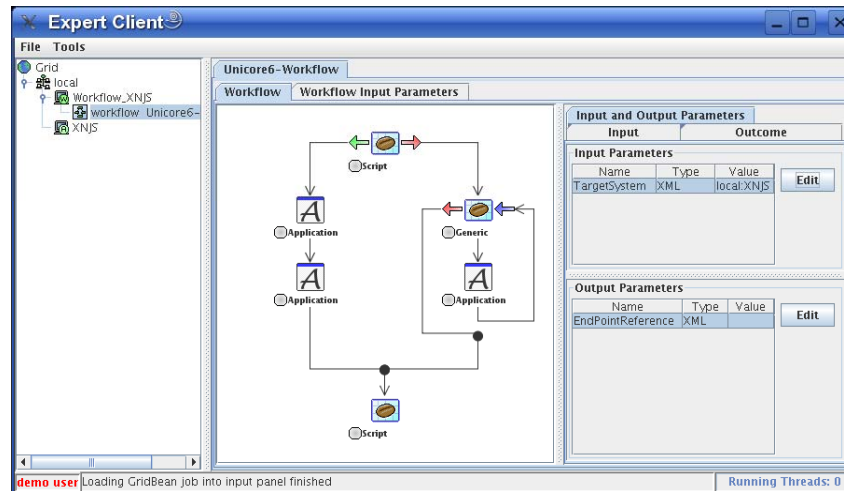 Expert Client
File Tools
Grid
local
Workflow_XNJS
workflow Unicore6-
XNJS
Unicore6-Workflow
Workflow Workflow Input Parameters
Script
Application
Generic
Application
Application
Script
Input and Output Parameters
Input Outcome
Input Parameters
Name Type Value
TargetSystem XML local:XNJS
Edit
Output Parameters
Name Type Value
EndPointReference XML
Edit
demo user Loading GridBean job into input panel finished
Running Threads: 0